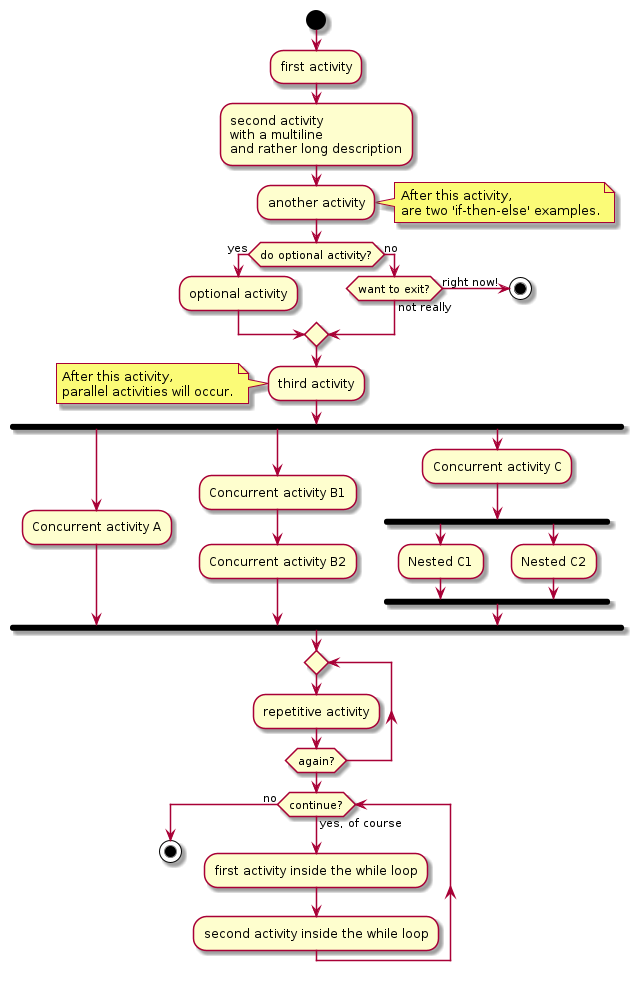 first activity
second activity
with a multiline
and rather long description
another activity
After this activity,
are two 'if-then-else' examples.
yes
do optional activity?
no
optional activity
want to exit?
right now!
not really
After this activity,
parallel activities will occur.
third activity
Concurrent activity A
Concurrent activity B1
Concurrent activity B2
Concurrent activity C
Nested C1
Nested C2
repetitive activity
again?
no
continue?
yes, of course
first activity inside the while loop
second activity inside the while loop